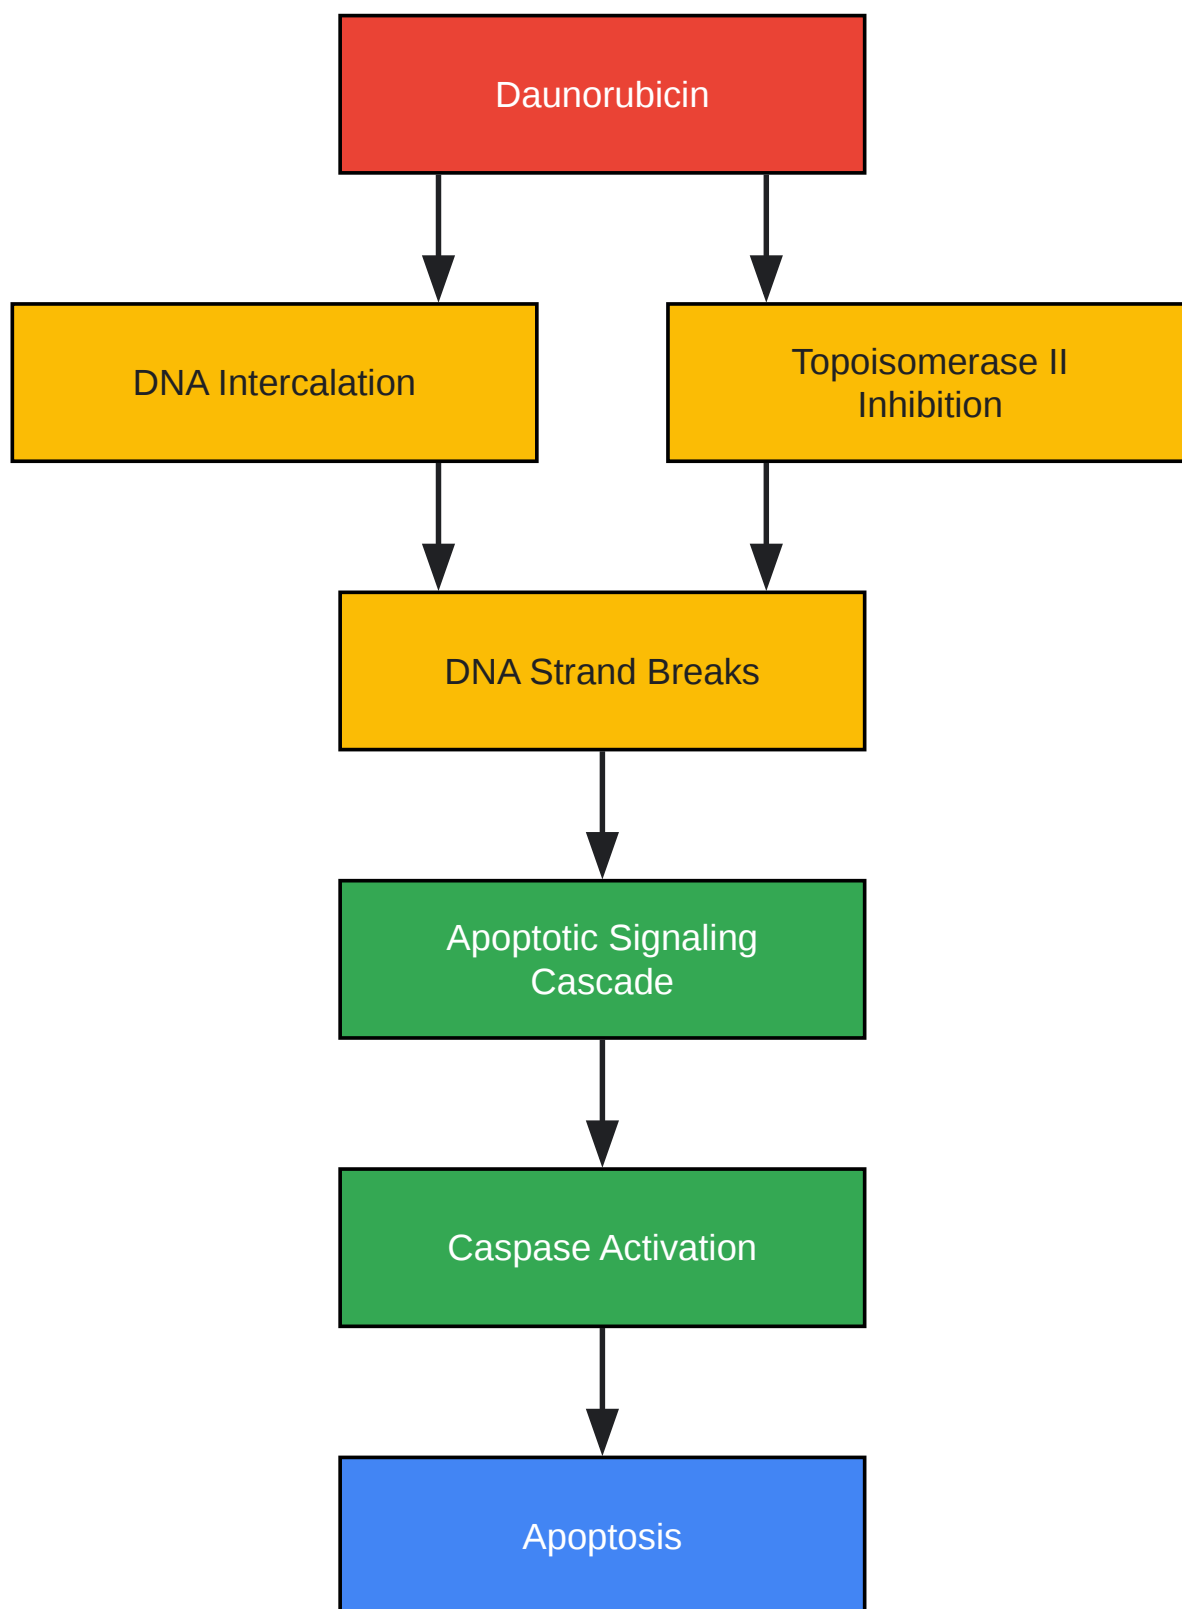 Daunorubicin
DNA Intercalation
Topoisomerase II
Inhibition
DNA Strand Breaks
Apoptotic Signaling
Cascade
Caspase Activation
Apoptosis